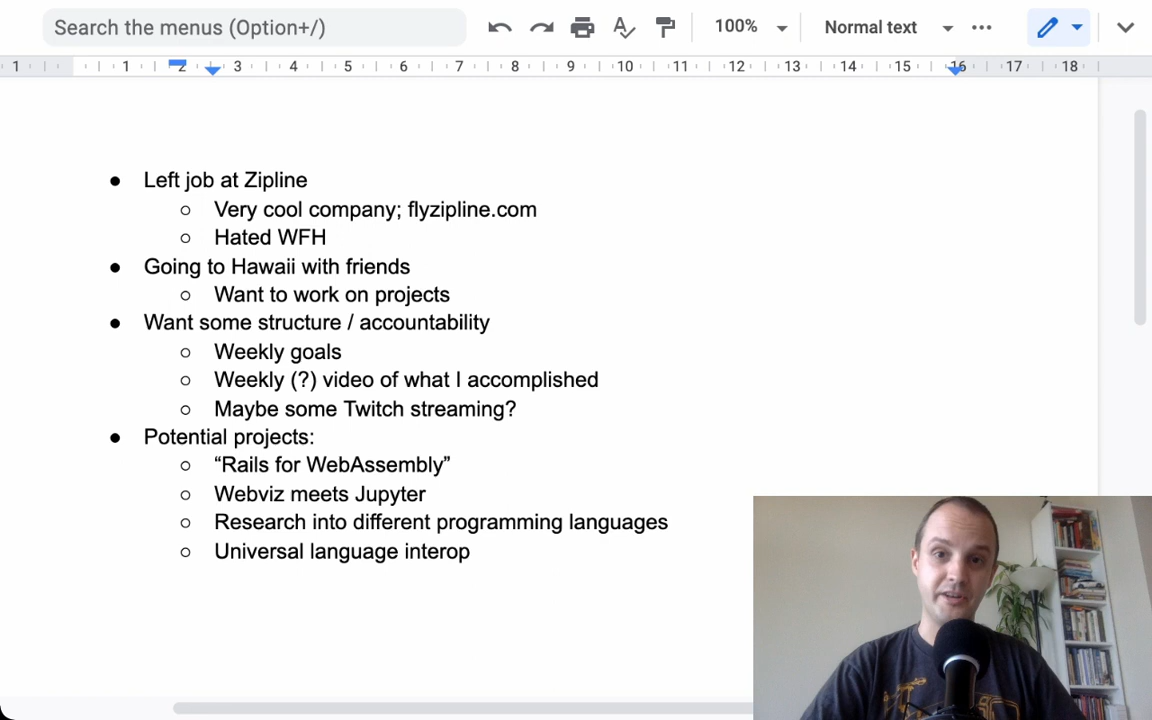 Search the menus (Option+/)
100%
Normal text
1 1 2 3 4 5 6 7 8 9 10 11 12 13 14 15 16 17 18
● Left job at Zipline
○ Very cool company; flyzipline.com
○ Hated WFH
● Going to Hawaii with friends
○ Want to work on projects
● Want some structure / accountability
○ Weekly goals
○ Weekly (?) video of what I accomplished
○ Maybe some Twitch streaming?
● Potential projects:
○ “Rails for WebAssembly”
○ Webviz meets Jupyter
○ Research into different programming languages
○ Universal language interop